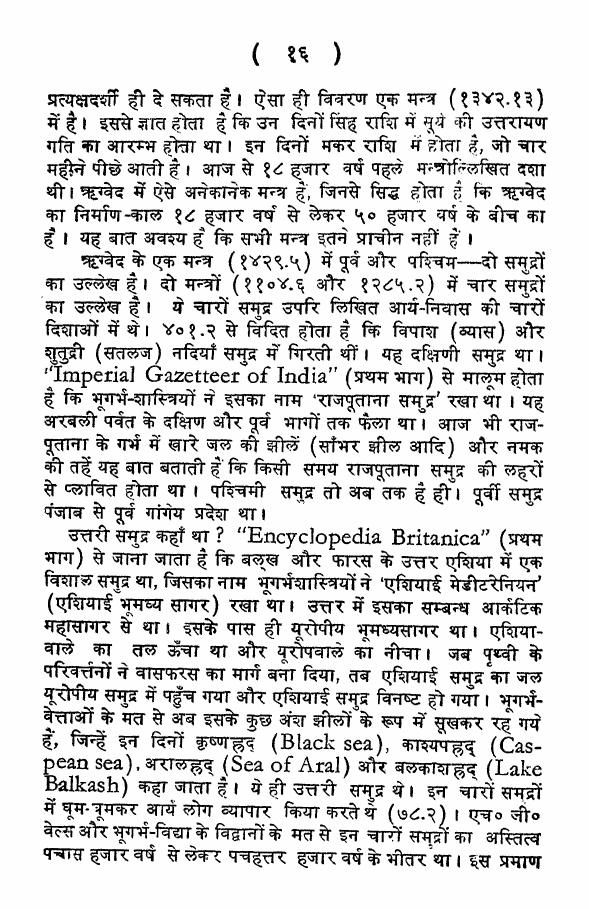 ( १६ )
प्रत्यक्षदर्शी ही दे सकता है। ऐसा ही विवरण एक मन्त्र (१३४२.१३)
में है। इससे ज्ञात होता है कि उन दिनों सिंह राशि में सूर्य की उत्तरायण
गति का आरम्भ होता था। इन दिनों मकर राशि में होता है, जो चार
महीने पीछे आती है। आज से १८ हजार वर्ष पहले मन्त्रोल्लिखित दशा
थी। ऋग्वेद में ऐसे अनेकानेक मन्त्र हैं, जिनसे सिद्ध होता है कि ऋग्वेद
का निर्माण-काल १८ हजार वर्ष से लेकर ५० हजार वर्ष के बीच का
है। यह बात अवश्य है कि सभी मन्त्र इतने प्राचीन नहीं हैं।
ऋग्वेद के एक मन्त्र (१४२९.५) में पूर्व और पश्चिम—दो समुद्रों
का उल्लेख है। दो मन्त्रों (११०४.६ और १२८५.२) में चार समुद्रों
का उल्लेख है। ये चारों समुद्र उपरि लिखित आर्य-निवास की चारों
दिशाओं में थे। ४०१.२ से विदित होता है कि विपाश (व्यास) और
शुतुद्री (सतलज) नदियाँ समुद्र में गिरती थीं। यह दक्षिणी समुद्र था।
"Imperial Gazetteer of India" (प्रथम भाग) से मालूम होता
है कि भूगर्भ-शास्त्रियों ने इसका नाम 'राजपूताना समुद्र' रखा था। यह
अरबली पर्वत के दक्षिण और पूर्व भागों तक फैला था। आज भी राज-
पूताना के गर्भ में खारे जल की झीलें (साँभर झील आदि) और नमक
की तहें यह बात बताती हैं कि किसी समय राजपूताना समुद्र की लहरों
से प्लावित होता था। पश्चिमी समुद्र तो अब तक है ही। पूर्वी समुद्र
पंजाब से पूर्व गांगेय प्रदेश था।
उत्तरी समुद्र कहाँ था? "Encyclopedia Britanica" (प्रथम
भाग) से जाना जाता है कि बल्ख और फारस के उत्तर एशिया में एक
विशाल समुद्र था, जिसका नाम भूगर्भशास्त्रियों ने 'एशियाई मेडीटरेनियन'
(एशियाई भूमध्य सागर) रखा था। उत्तर में इसका सम्बन्ध आर्कटिक
महासागर से था। इसके पास ही यूरोपीय भूमध्यसागर था। एशिया-
वाले का तल ऊँचा था और यूरोपवाले का नीचा। जब पृथ्वी के
परिवर्त्तनों ने वासफरस का मार्ग बना दिया, तब एशियाई समुद्र का जल
यूरोपीय समुद्र में पहुँच गया और एशियाई समुद्र विनष्ट हो गया। भूगर्भ-
वेत्ताओं के मत से अब इसके कुछ अंश झीलों के रूप में सूखकर रह गये
हैं, जिन्हें इन दिनों कृष्णह्रद (Black sea), काश्यपह्रद (Cas-
pean sea), अरालह्रद (Sea of Aral) और बलकाशह्रद (Lake
Balkash) कहा जाता है। ये ही उत्तरी समुद्र थे। इन चारों समद्रों
में घूम-घूमकर आर्य लोग व्यापार किया करते थे (७८.२)। एच० जी०
वेल्स और भूगर्भ-विद्या के विद्वानों के मत से इन चारों समुद्रों का अस्तित्व
पचास हजार वर्ष से लेकर पचहत्तर हजार वर्ष के भीतर था। इस प्रमाण